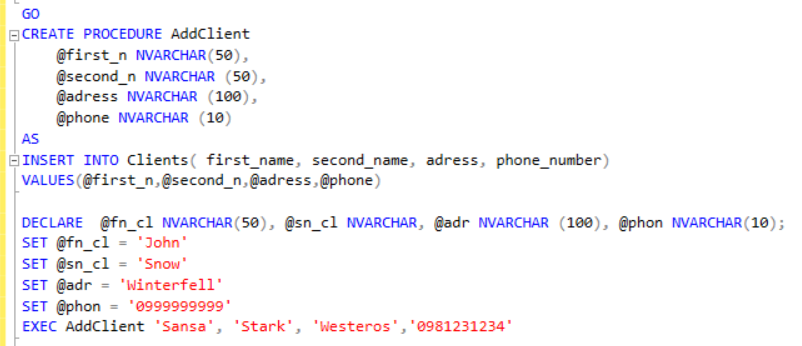 GO
CREATE PROCEDURE AddClient
@first_n NVARCHAR(50),
@second_n NVARCHAR (50),
@adress NVARCHAR (100),
@phone NVARCHAR (10)
AS
INSERT INTO Clients( first_name, second_name, adress, phone_number)
VALUES(@first_n,@second_n,@adress,@phone)
DECLARE  @fn_cl NVARCHAR(50), @sn_cl NVARCHAR, @adr NVARCHAR (100), @phon NVARCHAR(10);
SET @fn_cl = 'John'
SET @sn_cl = 'Snow'
SET @adr = 'Winterfell'
SET @phon = '0999999999'
EXEC AddClient 'Sansa', 'Stark', 'Westeros','0981231234'